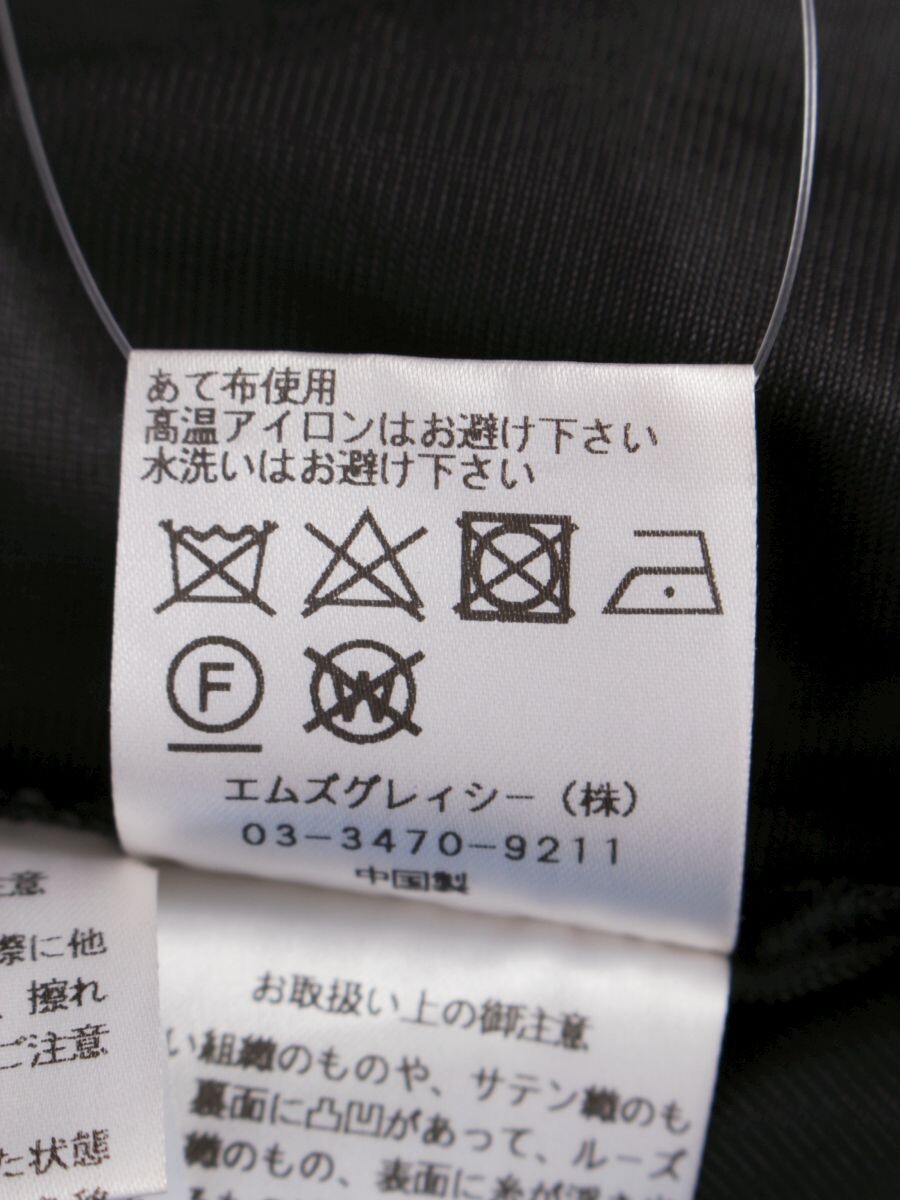 あて布使用
高温アイロンはお避け下さい
水洗いはお避け下さい
F
W
エムズグレィシー（株）
03-3470-9211
中国製
注意
際に他
、擦れ
ご注意
た状態
お取扱い上の御注意
い組織のものや、サテン織のも
裏面に凸凹があって、ルーズ
織のもの、表面に糸が浮き